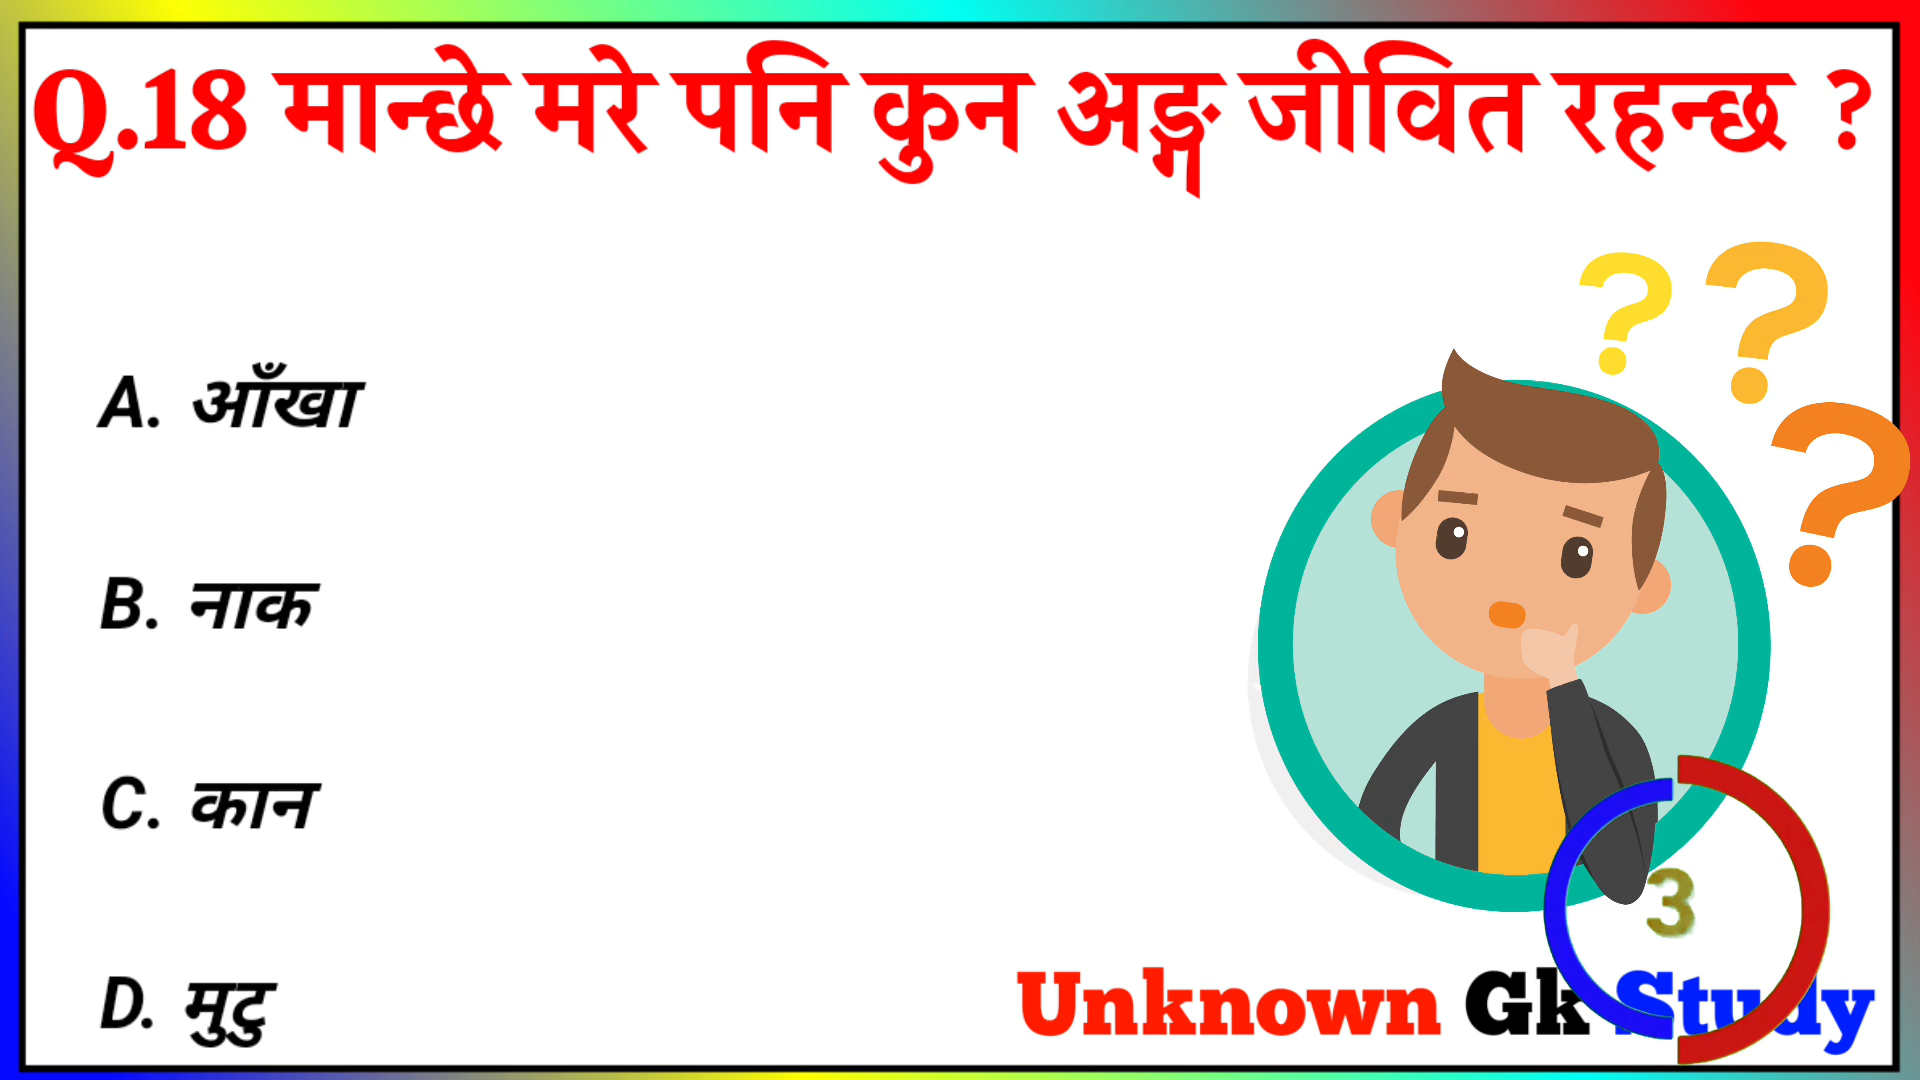 Q.18 मान्छे मरे पनि कुन अङ्ग जीवित रहन्छ ?
A. आँखा
B. नाक
C. कान
D. मुटु
3
Unknown Gk Study